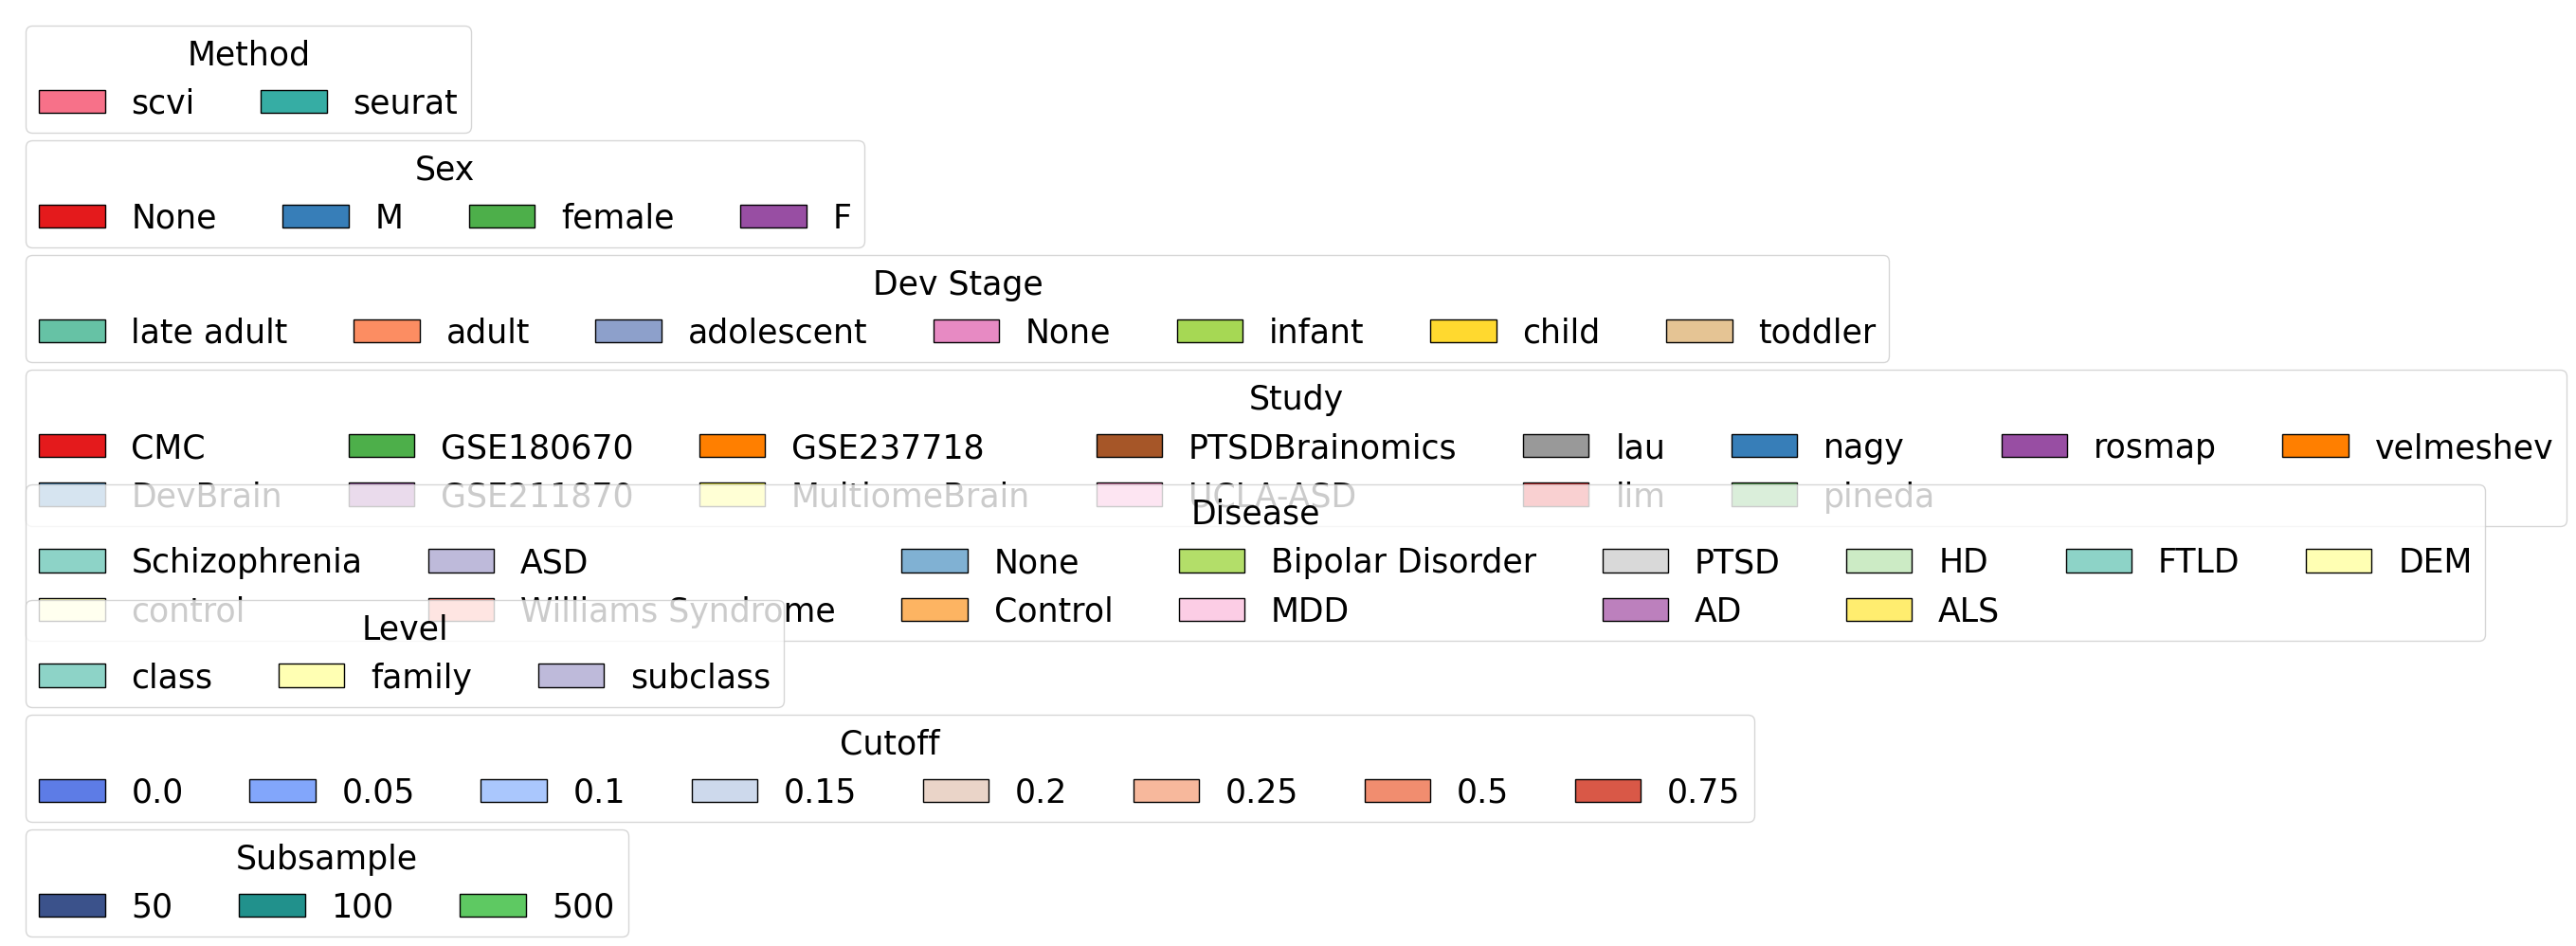 Method
scvi seurat
Sex
None M female F
Dev Stage
late adult adult adolescent None infant child toddler
Study
CMC GSE180670 GSE237718 PTSDBrainomics lau nagy rosmap velmeshev
DevBrain GSE211870 MultiomeBrain UCLA-ASD lim pineda
Disease
Schizophrenia ASD None Bipolar Disorder PTSD HD FTLD DEM
control Williams Syndrome Control MDD AD ALS
Level
class family subclass
Cutoff
0.0 0.05 0.1 0.15 0.2 0.25 0.5 0.75
Subsample
50 100 500